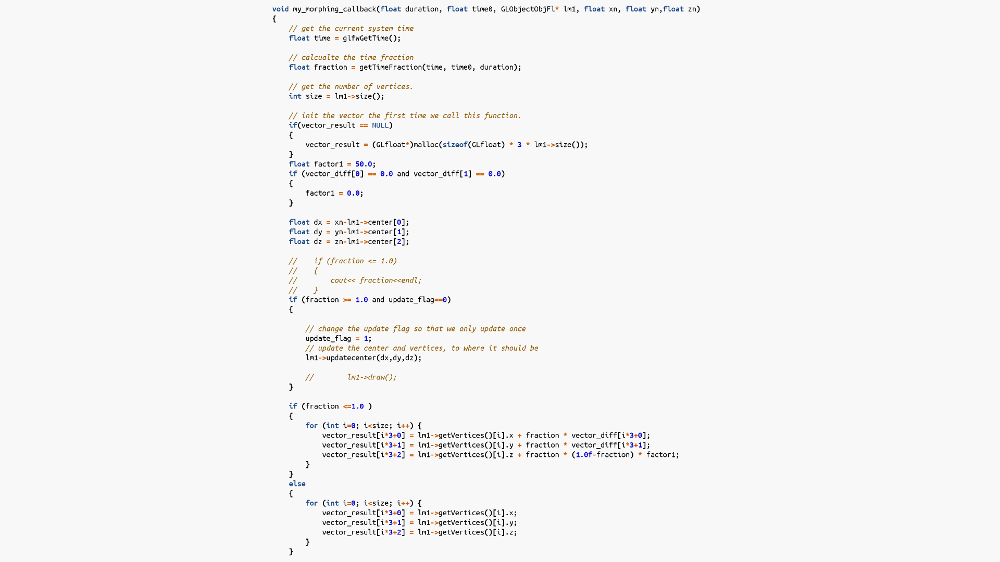 void my_morphing_callback(float duration, float time0, GLObjectObjFl* lm1, float xn, float yn,float zn)
{
    // get the current system time
    float time = glfwGetTime();

    // calcualte the time fraction
    float fraction = getTimeFraction(time, time0, duration);

    // get the number of vertices.
    int size = lm1->size();

    // init the vector the first time we call this function.
    if(vector_result == NULL)
    {
        vector_result = (GLfloat*)malloc(sizeof(GLfloat) * 3 * lm1->size());
    }
    float factor1 = 50.0;
    if (vector_diff[0] == 0.0 and vector_diff[1] == 0.0)
    {
        factor1 = 0.0;
    }

    float dx = xn-lm1->center[0];
    float dy = yn-lm1->center[1];
    float dz = zn-lm1->center[2];

    //    if (fraction <= 1.0)
    //    {
    //        cout<< fraction<<endl;
    //    }
    if (fraction >= 1.0 and update_flag==0)
    {

        // change the update flag so that we only update once
        update_flag = 1;
        // update the center and vertices, to where it should be
        lm1->updatecenter(dx,dy,dz);

        //        lm1->draw();
    }

    if (fraction <=1.0 )
    {
        for (int i=0; i<size; i++) {
            vector_result[i*3+0] = lm1->getVertices()[i].x + fraction * vector_diff[i*3+0];
            vector_result[i*3+1] = lm1->getVertices()[i].y + fraction * vector_diff[i*3+1];
            vector_result[i*3+2] = lm1->getVertices()[i].z + fraction * (1.0f-fraction) * factor1;
        }
    }
    else
    {
        for (int i=0; i<size; i++) {
            vector_result[i*3+0] = lm1->getVertices()[i].x;
            vector_result[i*3+1] = lm1->getVertices()[i].y;
            vector_result[i*3+2] = lm1->getVertices()[i].z;
        }
    }